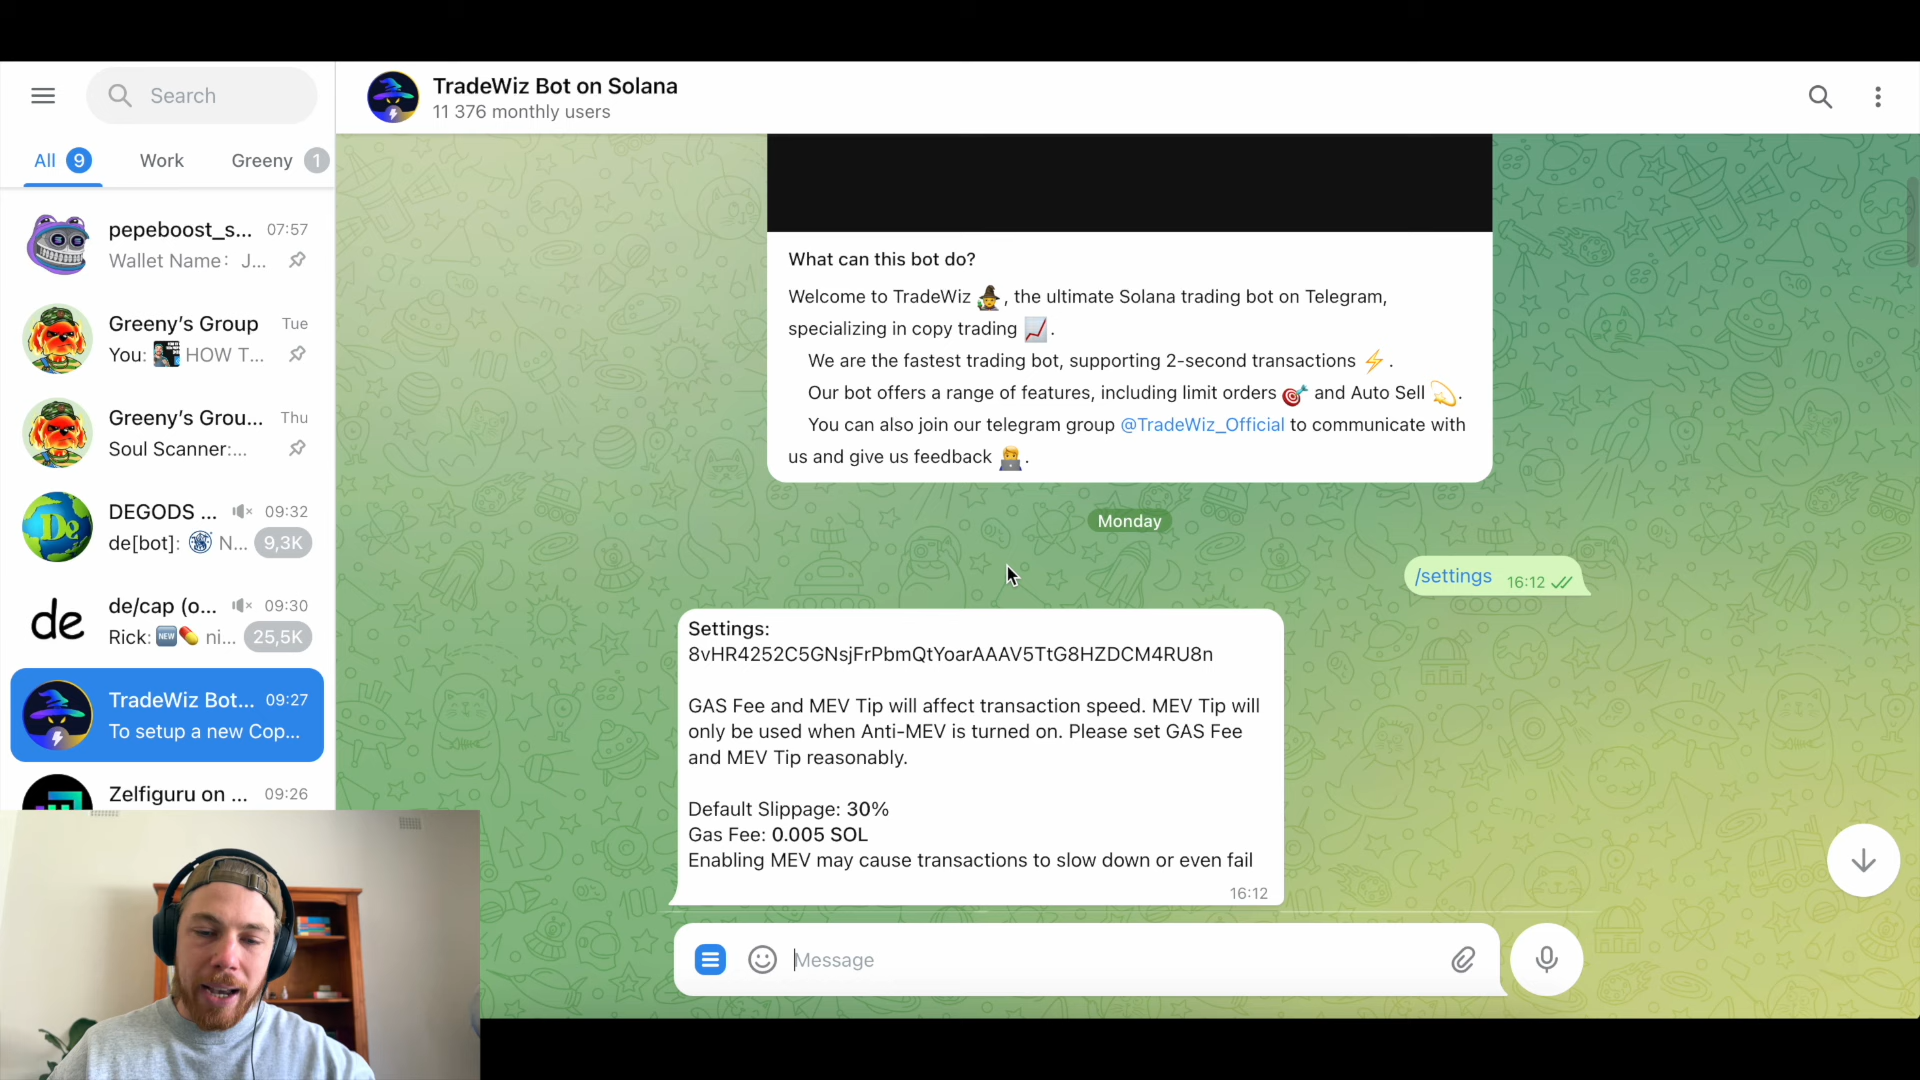 Search
TradeWiz Bot on Solana
11 376 monthly users
All 9
Work
Greeny 1
pepeboost_s... 07:57
Wallet Name: J...
Greeny's Group Tue
You: HOW T...
Greeny's Grou... Thu
Soul Scanner:...
DEGODS ... 09:32
de[bot]: N... 9,3K
de
de/cap (o... 09:30
Rick: NEW ni... 25,5K
TradeWiz Bot... 09:27
To setup a new Cop...
Zelfiguru on ... 09:26
What can this bot do?
Welcome to TradeWiz 🧙, the ultimate Solana trading bot on Telegram,
specializing in copy trading 📈.
We are the fastest trading bot, supporting 2-second transactions ⚡.
Our bot offers a range of features, including limit orders 🎯 and Auto Sell 💫.
You can also join our telegram group @TradeWiz_Official to communicate with
us and give us feedback 🧑‍💻.
Monday
/settings 16:12
Settings:
8vHR4252C5GNsjFrPbmQtYoarAAAV5TtG8HZDCM4RU8n
GAS Fee and MEV Tip will affect transaction speed. MEV Tip will
only be used when Anti-MEV is turned on. Please set GAS Fee
and MEV Tip reasonably.
Default Slippage: 30%
Gas Fee: 0.005 SOL
Enabling MEV may cause transactions to slow down or even fail
16:12
Message